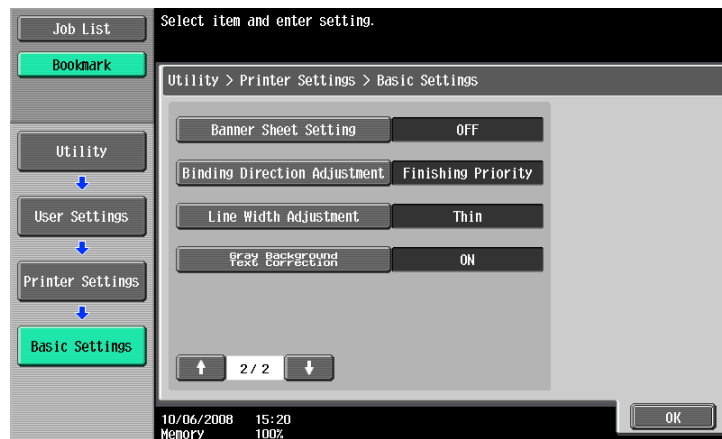 Job List
Bookmark
Select item and enter setting.
Utility > Printer Settings > Basic Settings
Utility
User Settings
Printer Settings
Basic Settings
Banner Sheet Setting OFF
Binding Direction Adjustment Finishing Priority
Line Width Adjustment Thin
Gray Background
Text Correction ON
2/ 2
OK
10/06/2008 15:20
Memory 100%